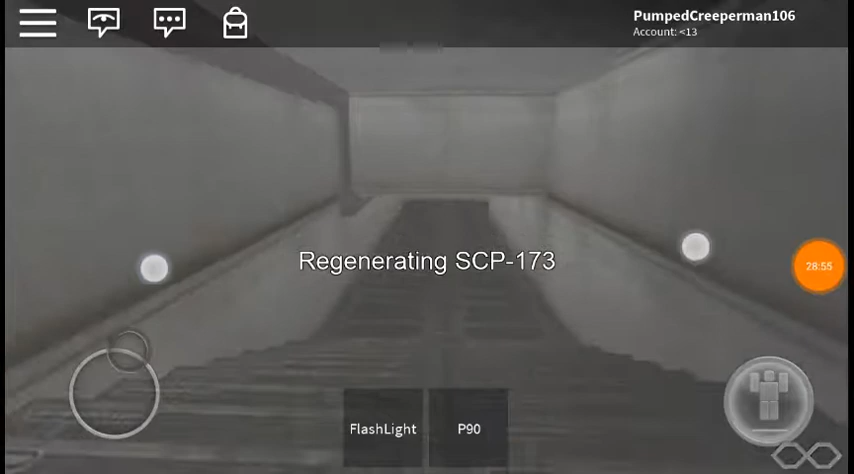 PumpedCreeperman106
Account: <13
Regenerating SCP-173
28:55
FlashLight
P90